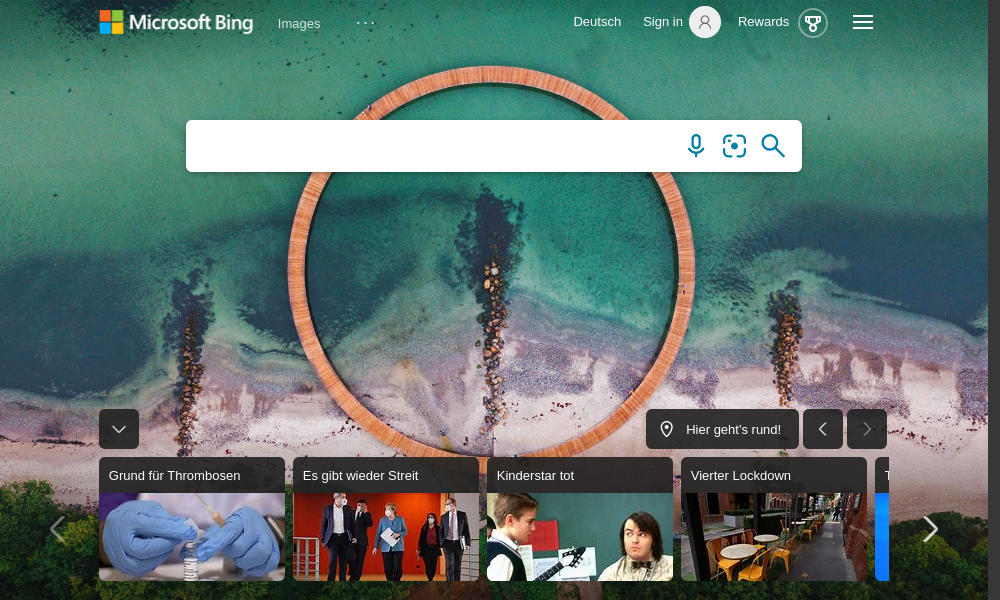 Microsoft Bing
Images
Deutsch
Sign in
Rewards
Hier geht's rund!
Grund für Thrombosen
Es gibt wieder Streit
Kinderstar tot
Vierter Lockdown